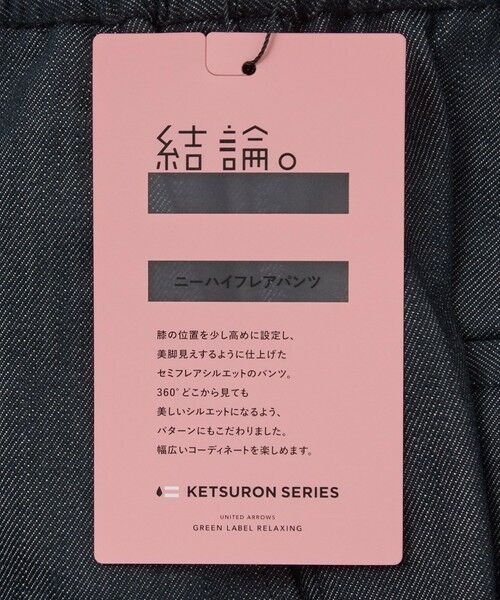 結論。
ニーハイフレアパンツ
膝の位置を少し高めに設定し、
美脚見えするように仕上げた
セミフレアシルエットのパンツ。
360°どこから見ても
美しいシルエットになるよう、
パターンにもこだわりました。
幅広いコーディネートを楽しめます。
KETSURON SERIES
UNITED ARROWS
GREEN LABEL RELAXING